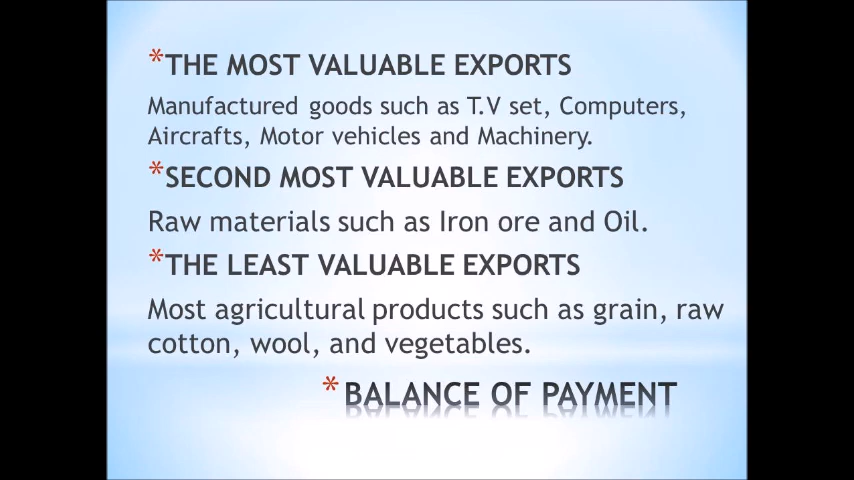 *THE MOST VALUABLE EXPORTS
Manufactured goods such as T.V set, Computers,
Aircrafts, Motor vehicles and Machinery.
*SECOND MOST VALUABLE EXPORTS
Raw materials such as Iron ore and Oil.
*THE LEAST VALUABLE EXPORTS
Most agricultural products such as grain, raw
cotton, wool, and vegetables.
*BALANCE OF PAYMENT